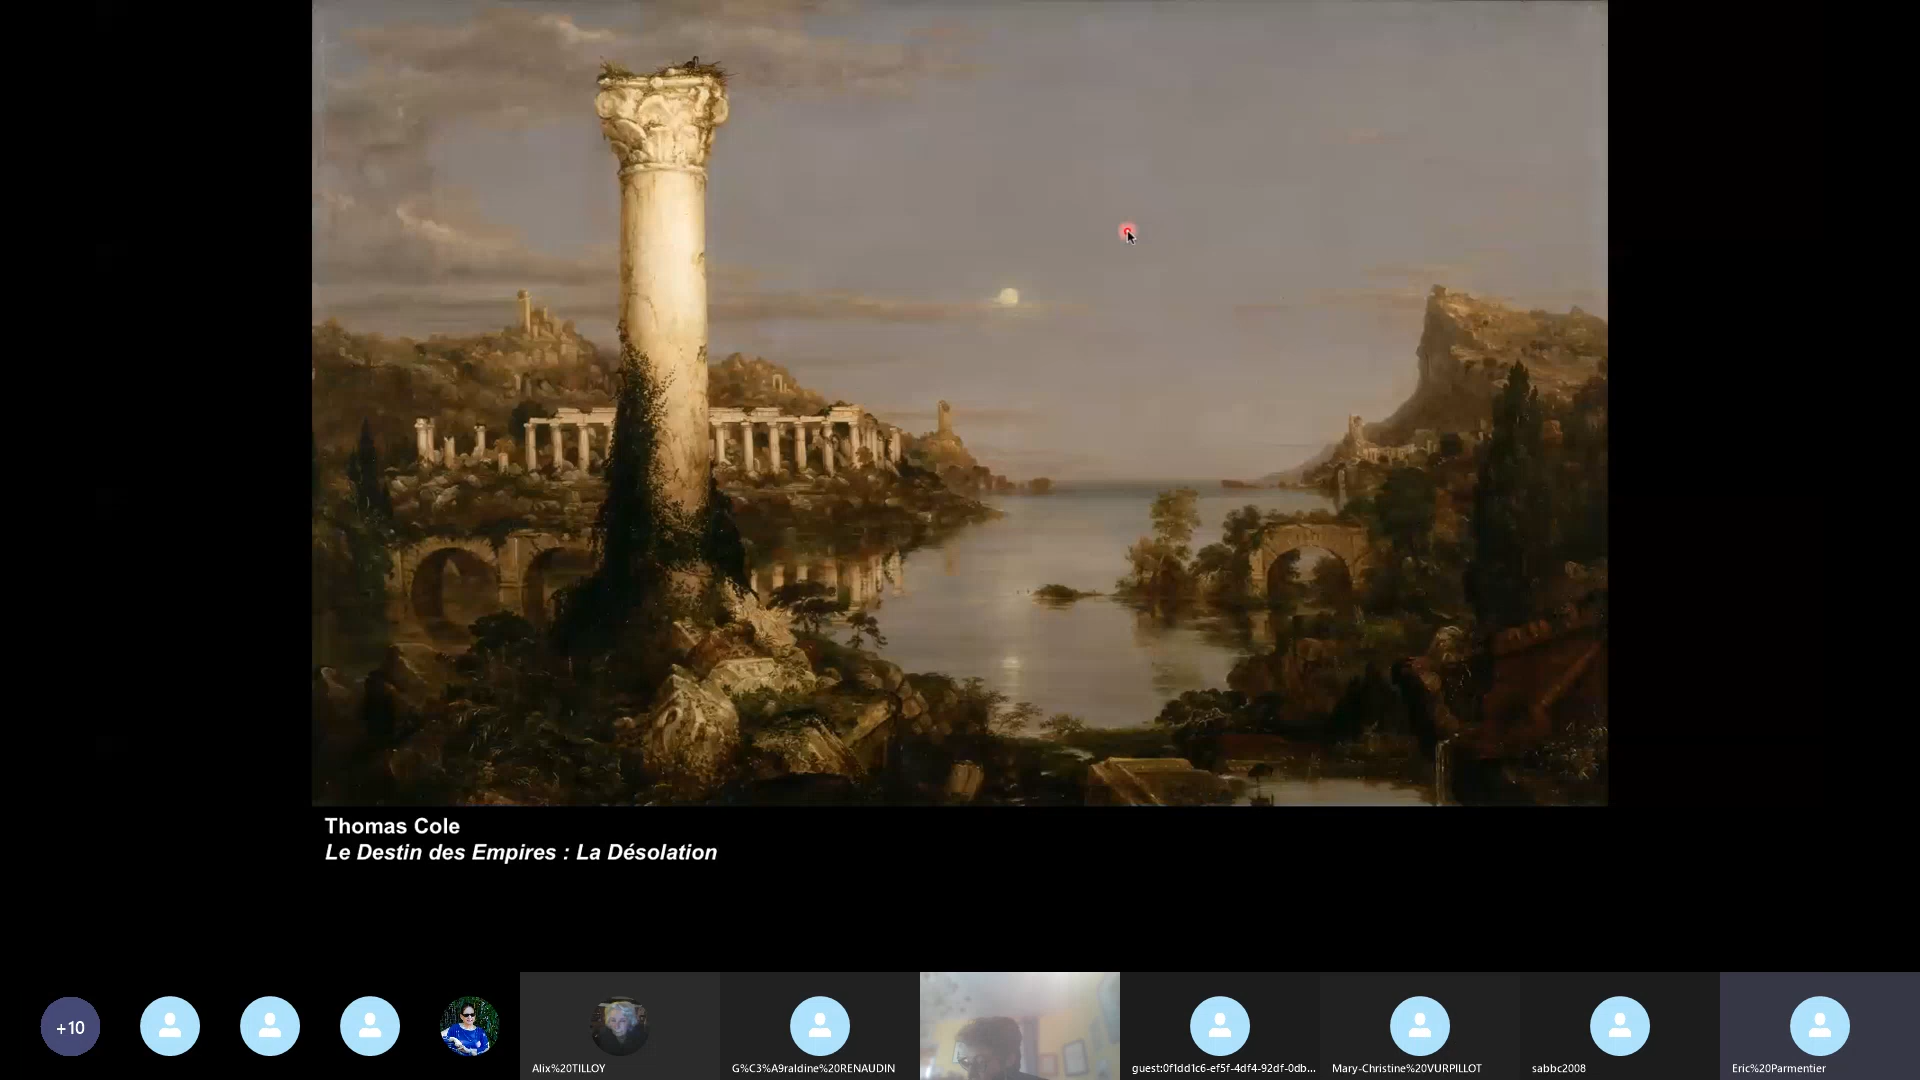 Thomas Cole
Le Destin des Empires : La Désolation
+10
Alix%20TILLOY
G%C3%A9raldine%20RENAUDIN
guest:0f1dd1c6-ef5f-4df4-92df-0db...
Mary-Christine%20VURPILLOT
sabbc2008
Eric%20Parmentier